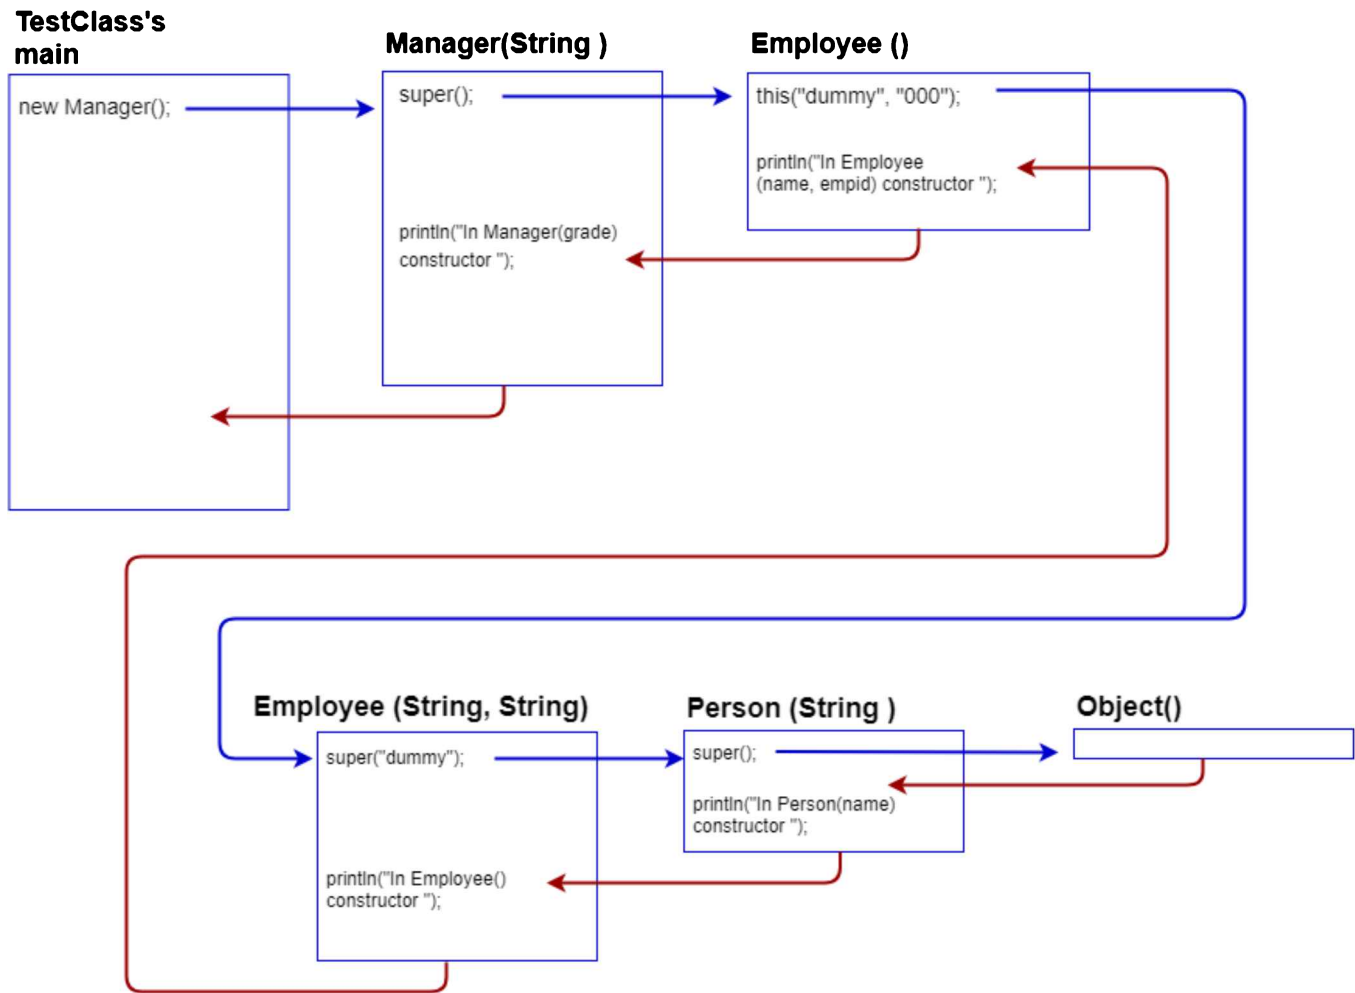 TestClass's
main
new Manager();
Manager(String )
super();
println("In Manager(grade)
constructor ");
Employee ()
this("dummy", "000");
println("In Employee
(name, empid) constructor ");
Employee (String, String)
super("dummy");
println("In Employee()
constructor ");
Person (String )
super();
println("In Person(name)
constructor ");
Object()